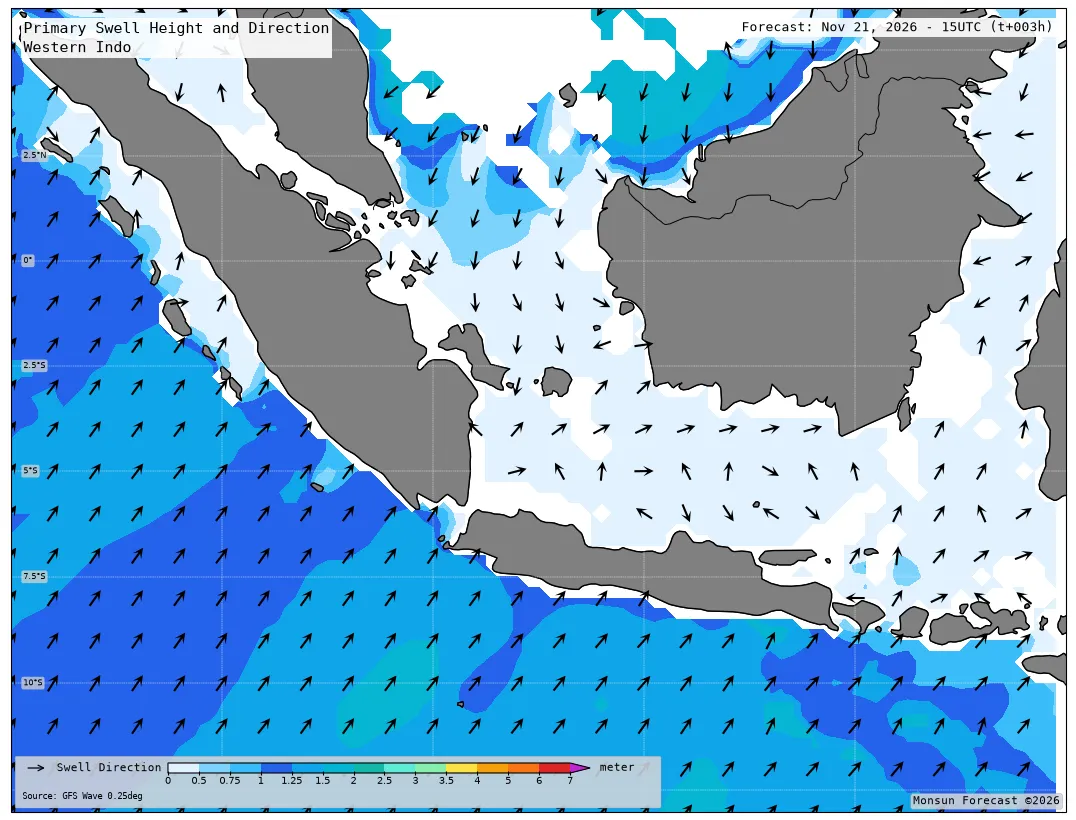 Primary Swell Height and Direction
Western Indo
Forecast: Nov 21, 2026 - 15UTC (t+003h)
2.5°N
0°
2.5°S
5°S
7.5°S
10°S
Swell Direction
0 0.5 0.75 1 1.25 1.5 2 2.5 3 3.5 4 5 6 7
meter
Source: GFS Wave 0.25deg
Monsun Forecast ©2026